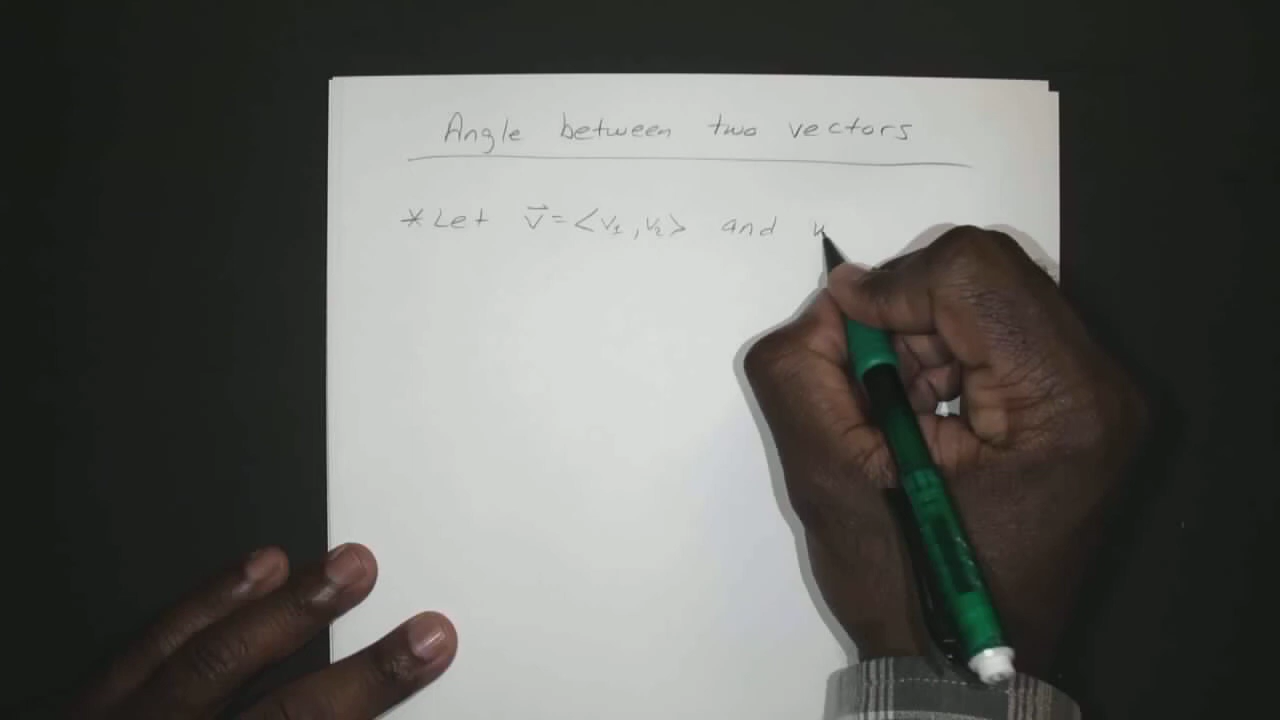 Angle between two vectors
*Let v⃗ = <v₁, v₂> and